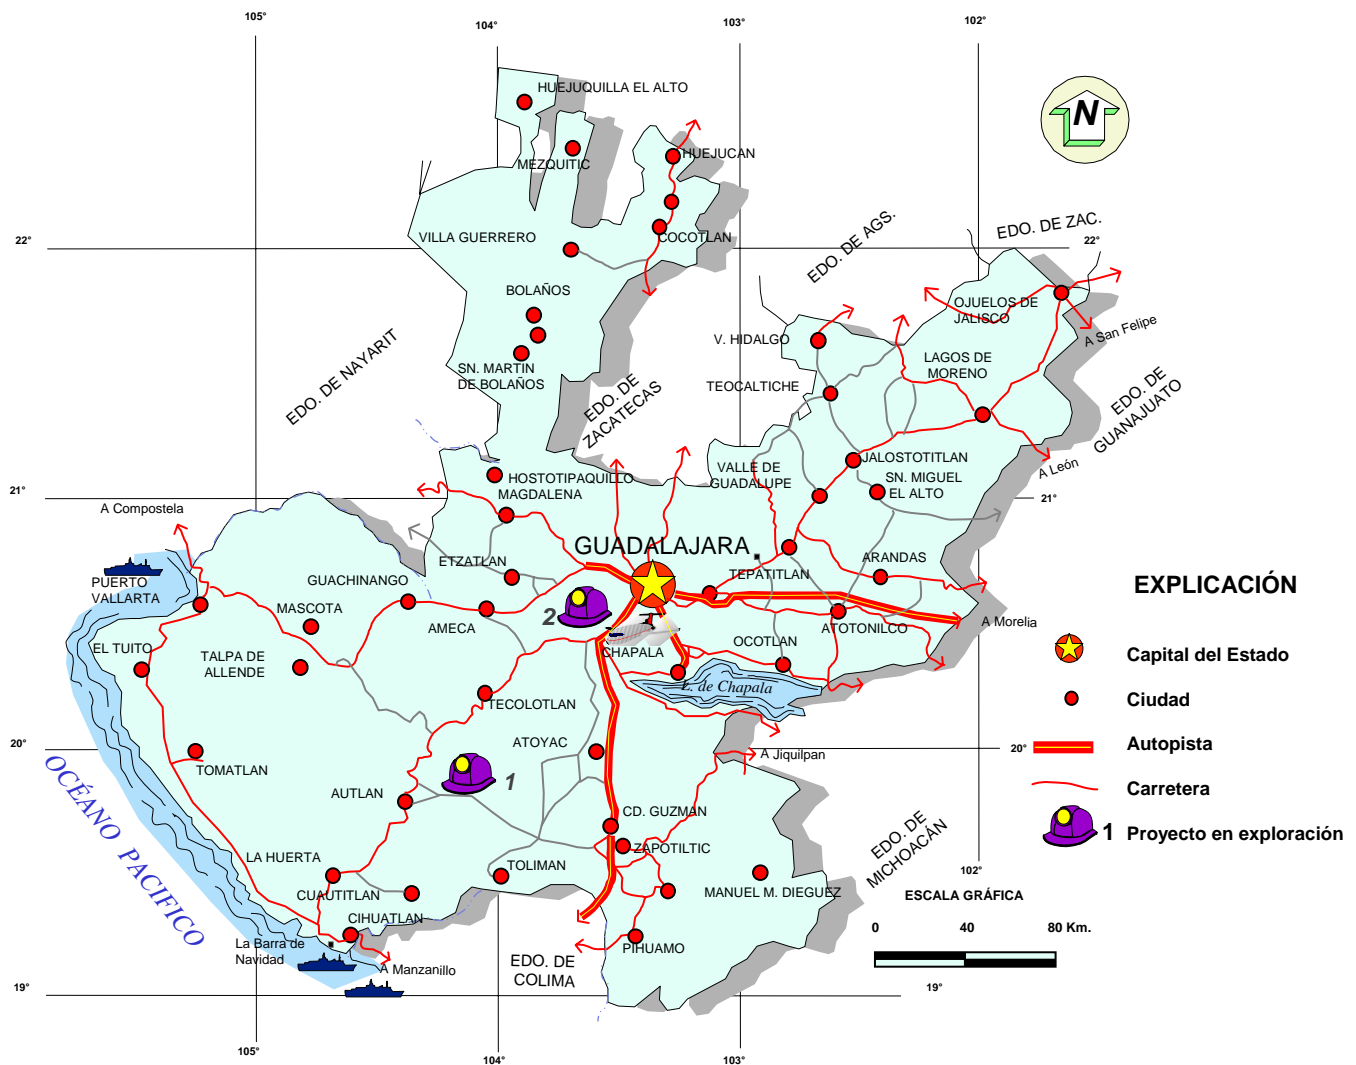 105°
104°
103°
102°
HUEJUQUILLA EL ALTO
N
MEZQUITIC
HUEJUCAN
VILLA GUERRERO
COCOTLAN
EDO. DE AGS.
EDO. DE ZAC.
22°
22°
BOLAÑOS
OJUELOS DE
JALISCO
A San Felipe
EDO. DE NAYARIT
V. HIDALGO
LAGOS DE
MORENO
SN. MARTIN
DE BOLAÑOS
TEOCALTICHE
EDO. DE
ZACATECAS
EDO. DE
GUANAJUATO
JALOSTOTITLAN
A León
VALLE DE
GUADALUPE
SN. MIGUEL
EL ALTO
HOSTOTIPAQUILLO
MAGDALENA
21°
21°
A Compostela
GUADALAJARA
ETZATLAN
ARANDAS
TEPATITLAN
PUERTO
VALLARTA
GUACHINANGO
EXPLICACIÓN
MASCOTA
AMECA
2
ATOTONILCO
A Morelia
EL TUITO
TALPA DE
ALLENDE
CHAPALA
OCOTLAN
Capital del Estado
L. de Chapala
Ciudad
TECOLOTLAN
ATOYAC
Autopista
20°
20°
A Jiquilpan
TOMATLAN
1
Carretera
AUTLAN
CD. GUZMAN
1 Proyecto en exploración
OCÉANO PACIFICO
ZAPOTILTIC
EDO. DE
MICHOACÁN
LA HUERTA
TOLIMAN
102°
CUAUTITLAN
MANUEL M. DIEGUEZ
ESCALA GRÁFICA
CIHUATLAN
0 40 80 Km.
La Barra de
Navidad
PIHUAMO
A Manzanillo
EDO. DE
COLIMA
19°
19°
105°
104°
103°